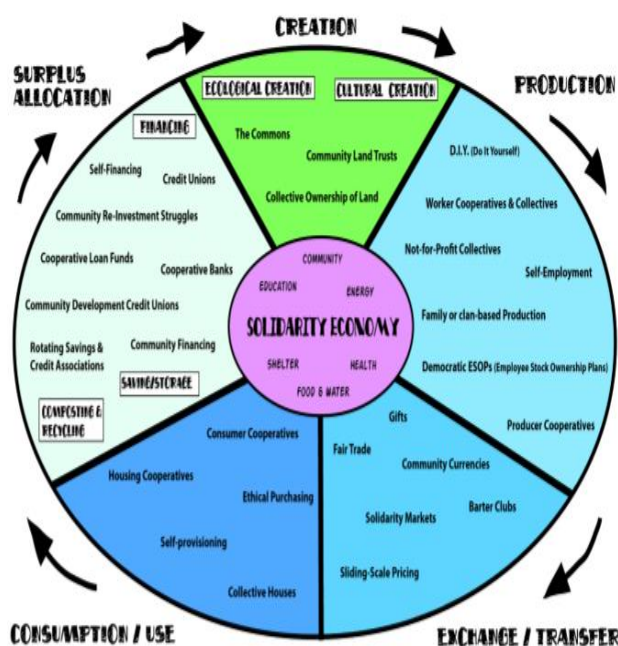 CREATION
SURPLUS
ALLOCATION
PRODUCTION
ECOLOGICAL CREATION
CULTURAL CREATION
The Commons
Community Land Trusts
Collective Ownership of Land
FINANCING
Self-Financing
Credit Unions
Community Re-Investment Struggles
Cooperative Loan Funds
Cooperative Banks
Community Development Credit Unions
Rotating Savings &
Credit Associations
Community Financing
SAVING/STORAGE
COMPOSTING &
RECYCLING
D.I.Y. (Do It Yourself)
Worker Cooperatives & Collectives
Not-for-Profit Collectives
Self-Employment
Family or clan-based Production
Democratic ESOPs (Employee Stock Ownership Plans)
Producer Cooperatives
COMMUNITY
EDUCATION
ENERGY
SOLIDARITY ECONOMY
SHELTER
HEALTH
FOOD & WATER
Consumer Cooperatives
Housing Cooperatives
Ethical Purchasing
Self-provisioning
Collective Houses
Gifts
Fair Trade
Community Currencies
Barter Clubs
Solidarity Markets
Sliding-Scale Pricing
CONSUMPTION / USE
EXCHANGE / TRANSFER